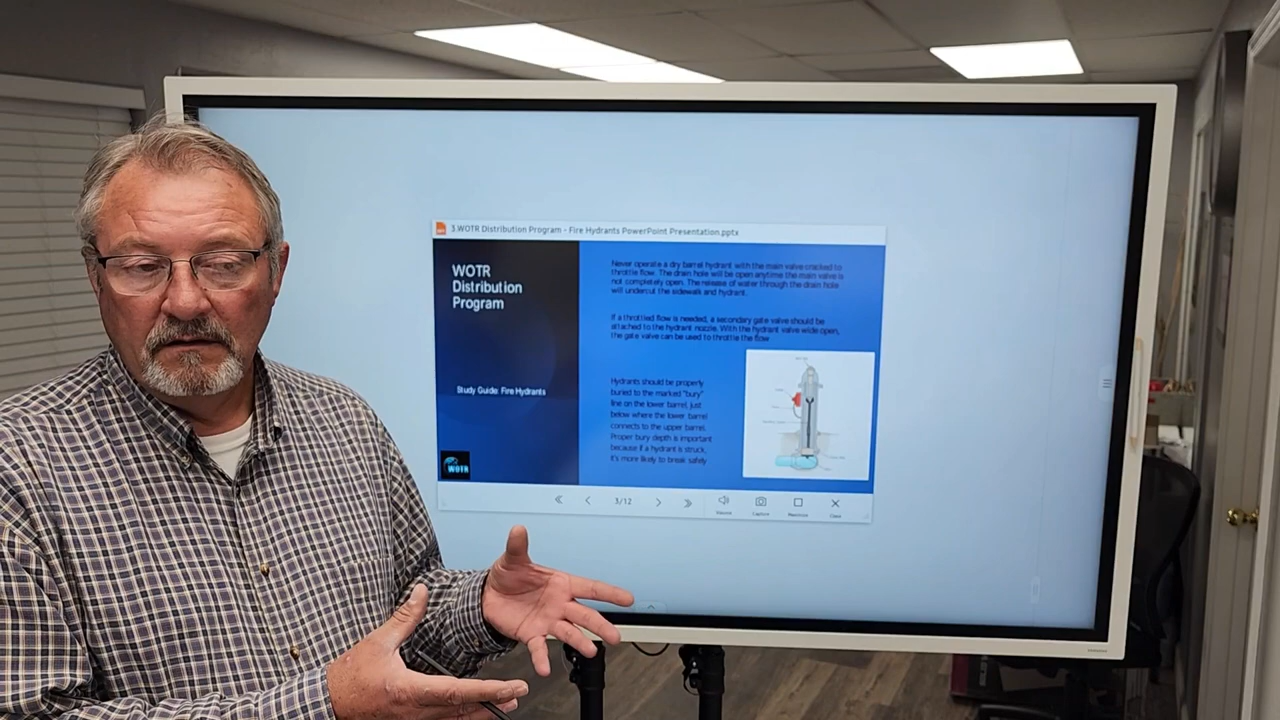 3.WOTR Distribution Program - Fire Hydrants PowerPoint Presentation.pptx
WOTR
Distribution
Program
Study Guide: Fire Hydrants
WOTR
Never operate a dry barrel hydrant with the main valve cracked to
throttle flow. The drain hole will be open anytime the main valve is
not completely open. The release of water through the drain hole
will undercut the sidewalk and hydrant.
If a throttled flow is needed, a secondary gate valve should be
attached to the hydrant nozzle. With the hydrant valve wide open,
the gate valve can be used to throttle the flow
Hydrants should be properly
buried to the marked "bury"
line on the lower barrel, just
below where the lower barrel
connects to the upper barrel.
Proper bury depth is important
because if a hydrant is struck,
it's more likely to break safely
3/12